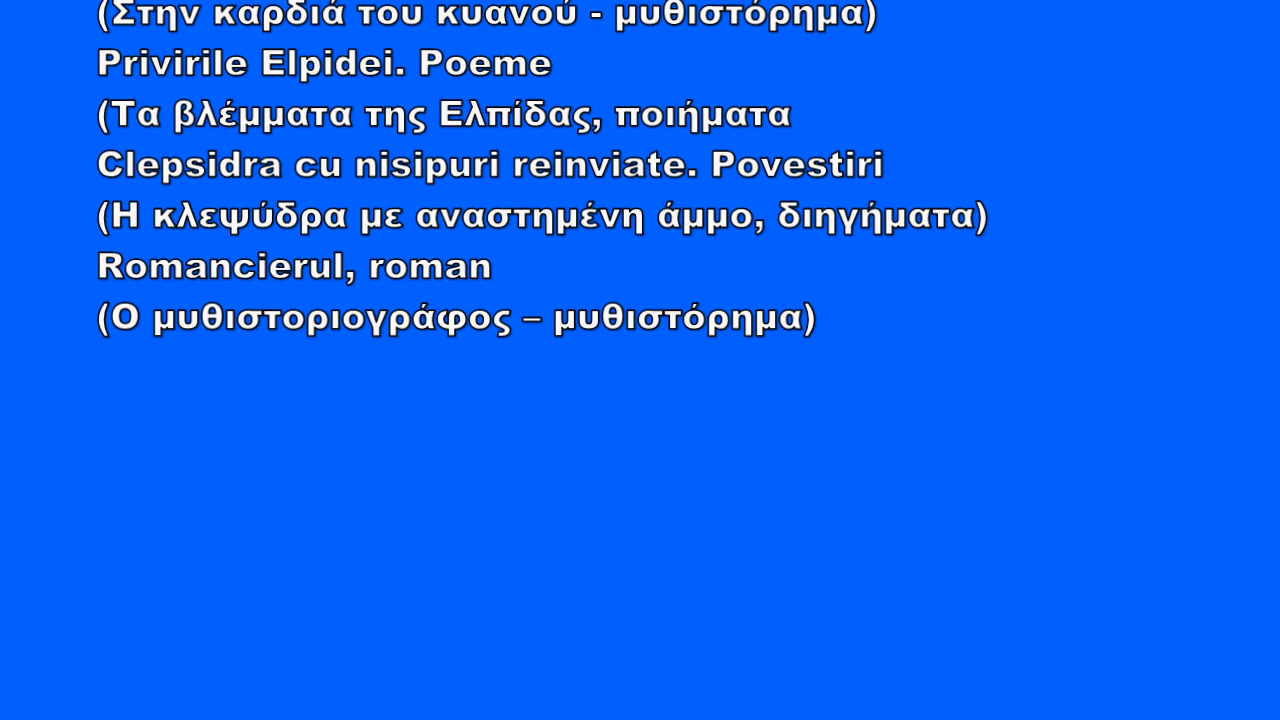 (Στην καρδιά του κυανού - μυθιστόρημα)
Privirile Elpidei. Poeme
(Τα βλέμματα της Ελπίδας, ποιήματα
Clepsidra cu nisipuri reinviate. Povestiri
(Η κλεψύδρα με αναστημένη άμμο, διηγήματα)
Romancierul, roman
(Ο μυθιστοριογράφος – μυθιστόρημα)